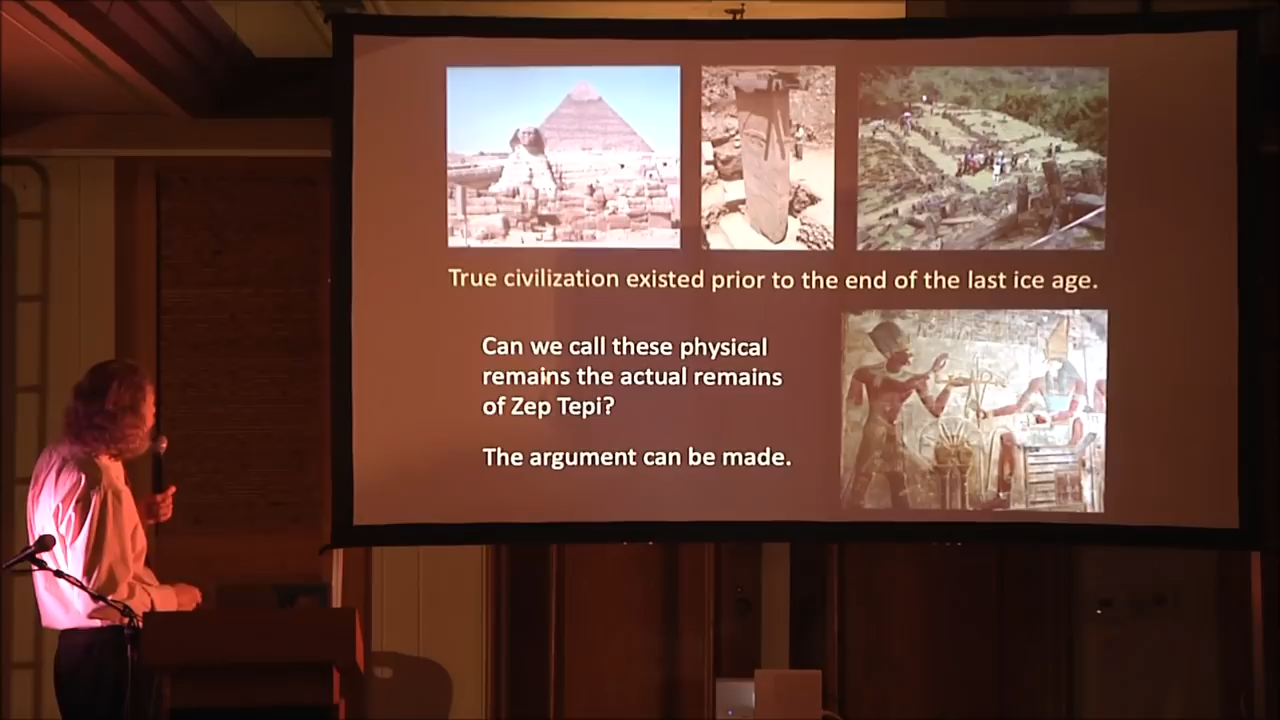 True civilization existed prior to the end of the last ice age.
Can we call these physical
remains the actual remains
of Zep Tepi?
The argument can be made.